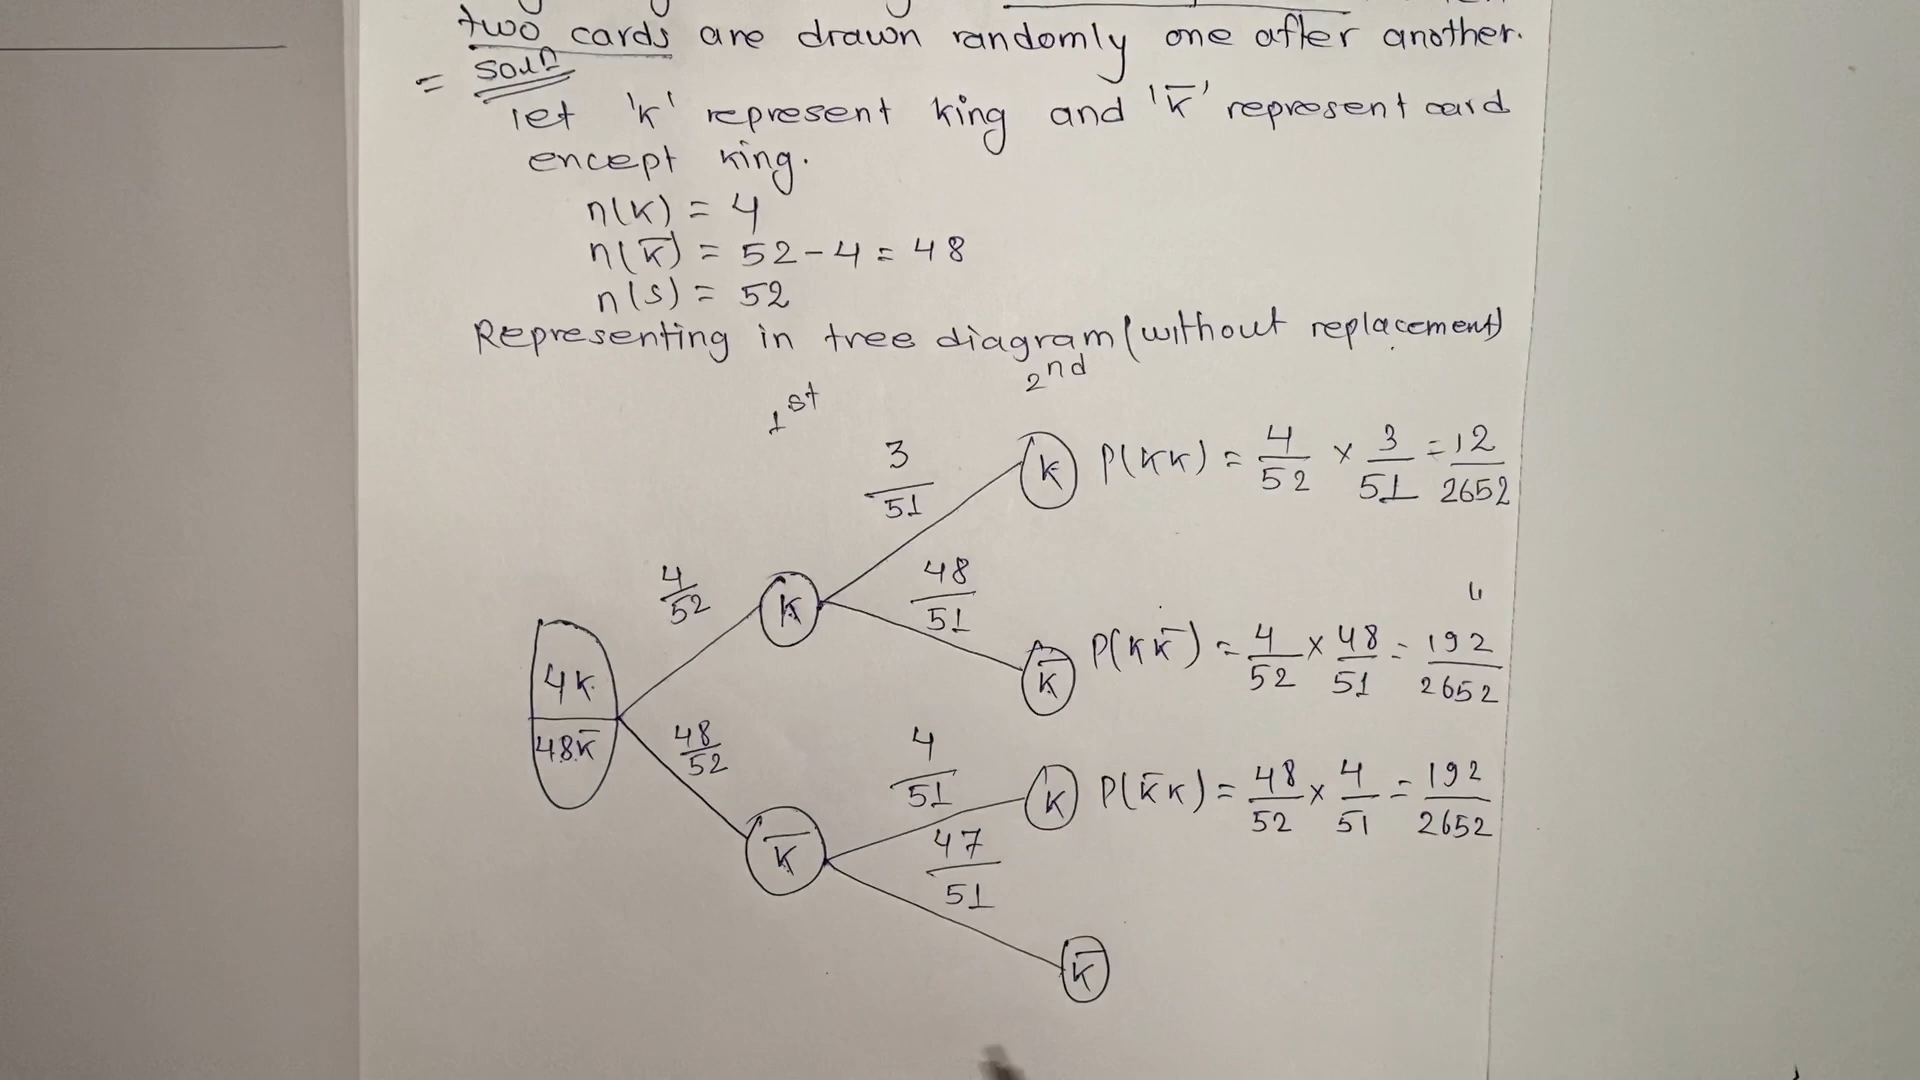 two cards are drawn randomly one after another.
= Soln
let 'K' represent king and 'K̅' represent card
encept king.
n(K) = 4
n(K̅) = 52-4 = 48
n(S) = 52
Representing in tree diagram (without replacement)
1st 2nd
3/51 K P(KK) = 4/52 × 3/51 = 12/2652
4/52 K 48/51 K̅ P(KK̅) = 4/52 × 48/51 = 192/2652
4K
48K̅
48/52 K̅ 4/51 K P(K̅K) = 48/52 × 4/51 = 192/2652
47/51 K̅